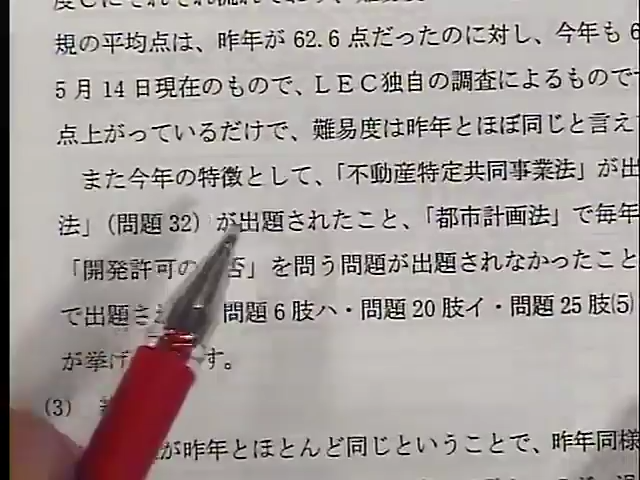 規の平均点は、昨年が 62.6 点だったのに対し、今年も 6
5 月 14 日現在のもので、ＬＥＣ独自の調査によるもので
点上がっているだけで、難易度は昨年とほぼ同じと言え
また今年の特徴として、「不動産特定共同事業法」が出
法」（問題 32） が出題されたこと、「都市計画法」で毎年
「開発許可の 否」を問う問題が出題されなかったこと
で出題さ 問題 6 肢ハ・問題 20 肢イ・問題 25 肢(5)
が挙げ す。
(3)
が昨年とほとんど同じということで、昨年同様